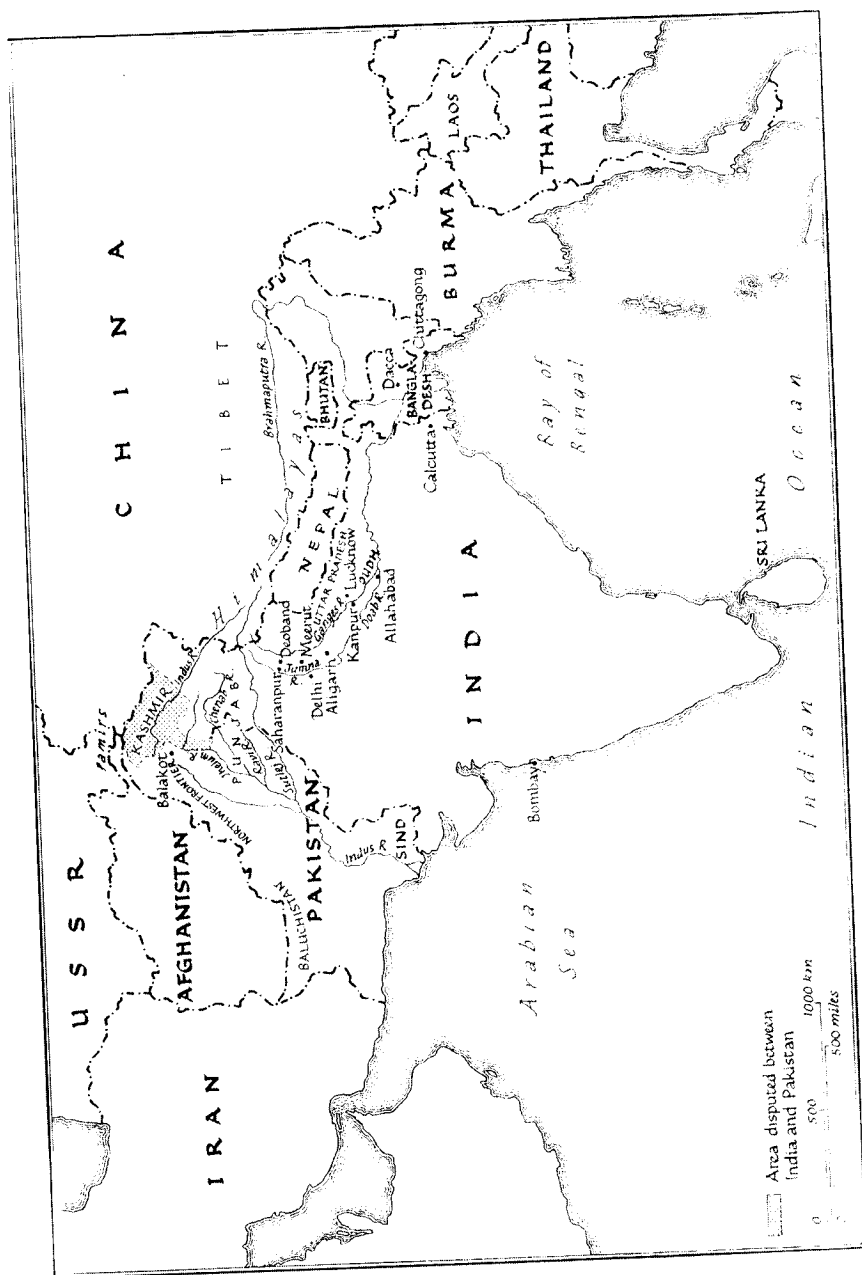 USSR
CHINA
Pamirs
KASHMIR
Indus R.
Himalayas
TIBET
Brahmaputra R.
IRAN
AFGHANISTAN
NORTHWEST FRONTIER
Balakot
Jhelum R.
Chenab R.
PUNJAB
Ravi R.
Sutlej R.
BALUCHISTAN
PAKISTAN
Indus R
SIND
Saharanpur
Deoband
Meerut
Jumna
R.
Delhi
Aligarh
UTTAR PRADESH
Ganges R.
Kanpur
Lucknow
OUDH
Doab R.
Allahabad
NEPAL
BHUTAN
BANGLA
DESH
Dacca
Chittagong
Calcutta
BURMA
LAOS
THAILAND
INDIA
Bombay
Arabian
Sea
Bay of
Bengal
SRI LANKA
Indian Ocean
Area disputed between
India and Pakistan
0 500 1000 km
500 miles